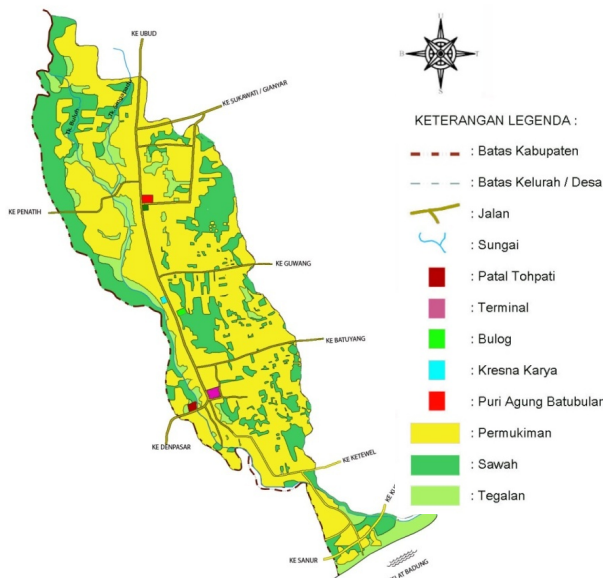 KE UBUD
KE SUKAWATI / GIANYAR
KE PENATIH
KE GUWANG
KE BATUYANG
KE DENPASAR
KE KETEWEL
KE SANUR
LAT BADUNG
U
B
T
S
KETERANGAN LEGENDA :
: Batas Kabupaten
: Batas Kelurah / Desa
: Jalan
: Sungai
: Patal Tohpati
: Terminal
: Bulog
: Kresna Karya
: Puri Agung Batubulan
: Permukiman
: Sawah
: Tegalan